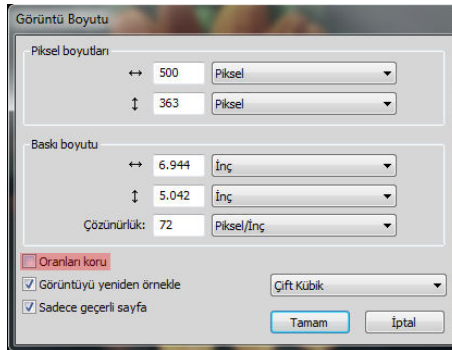 Görüntü Boyutu
Piksel boyutları
↔ 500 Piksel
↕ 363 Piksel
Baskı boyutu
↔ 6.944 İnç
↕ 5.042 İnç
Çözünürlük: 72 Piksel/İnç
Oranları koru
Görüntüyü yeniden örnekle Çift Kübik
Sadece geçerli sayfa
Tamam İptal